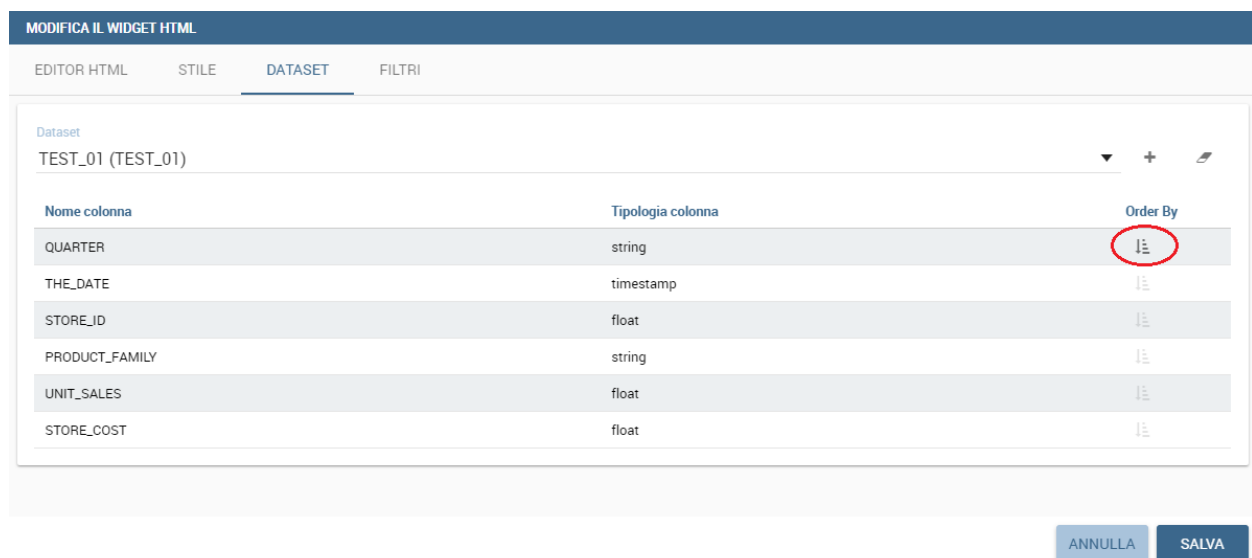 MODIFICA IL WIDGET HTML
EDITOR HTML STILE DATASET FILTRI
Dataset
TEST_01 (TEST_01)
Nome colonna Tipologia colonna Order By
QUARTER string
THE_DATE timestamp
STORE_ID float
PRODUCT_FAMILY string
UNIT_SALES float
STORE_COST float
ANNULLA SALVA